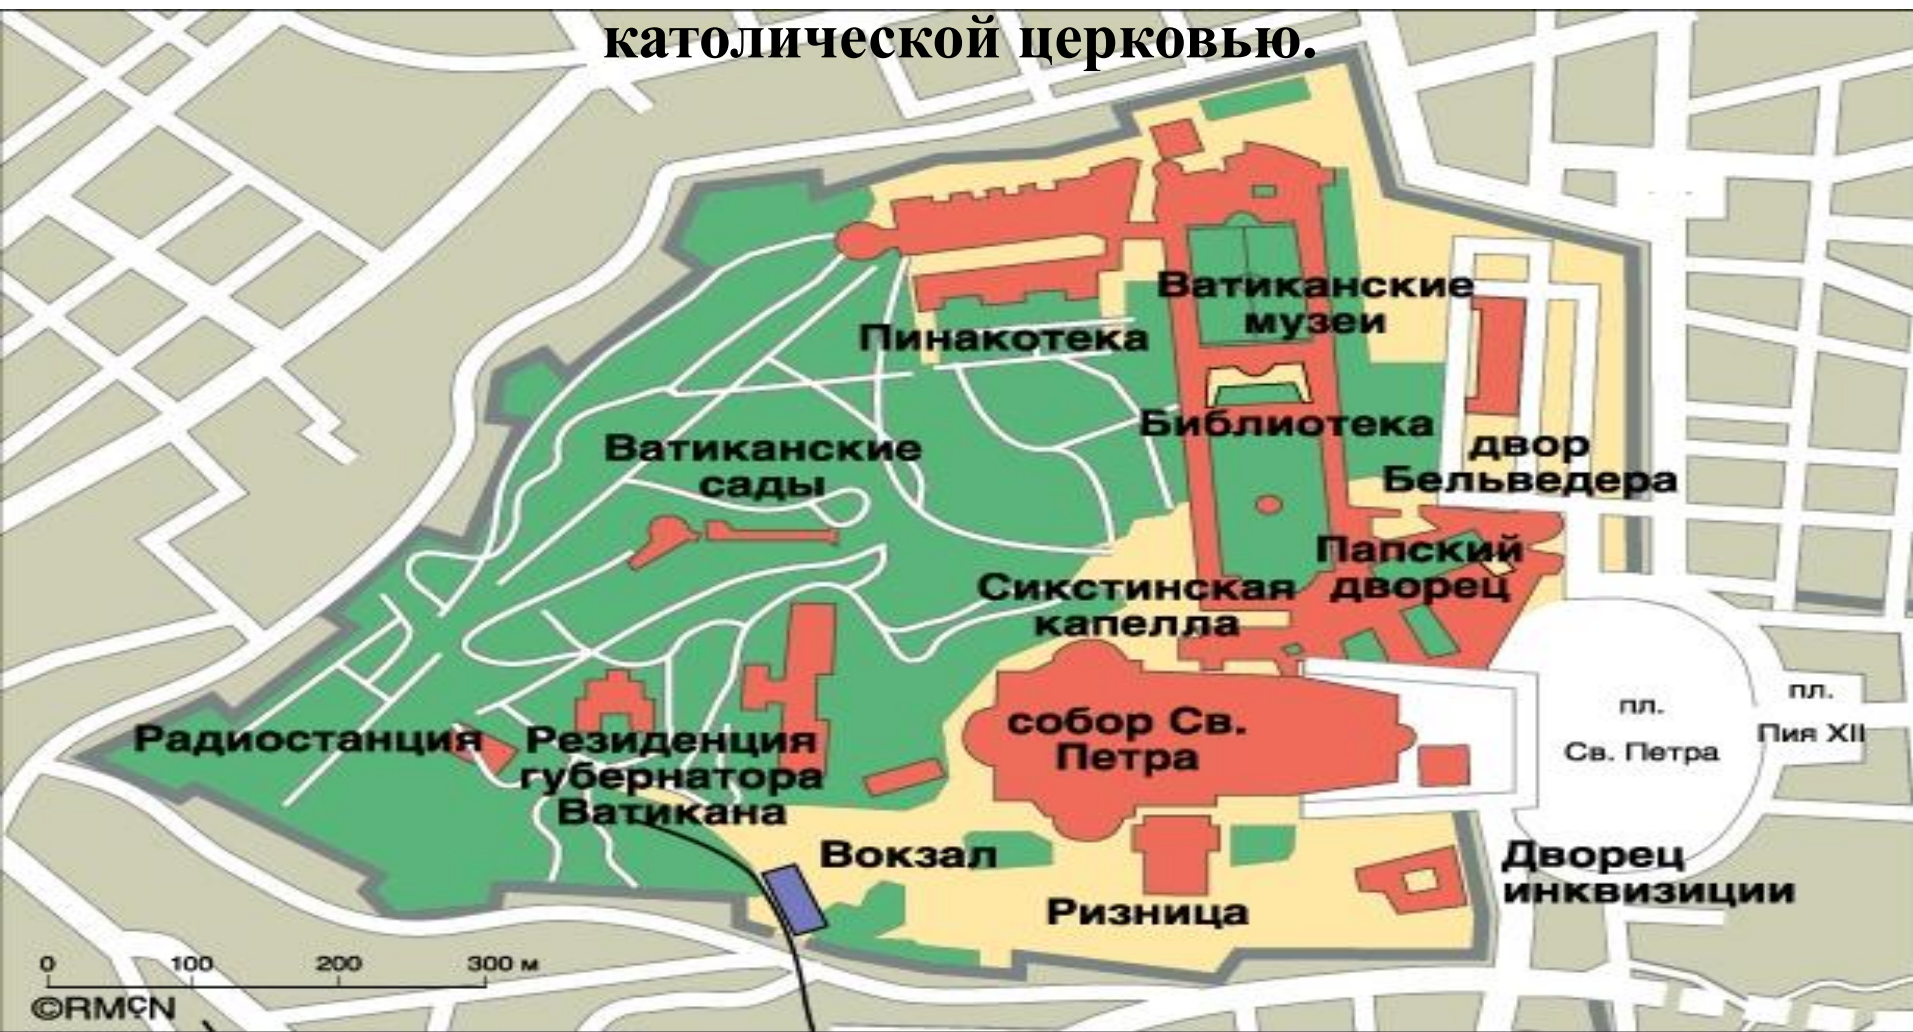 католической церковью.
Ватиканские
музеи
Пинакотека
Библиотека
Ватиканские
сады
двор
Бельведера
Папский
дворец
Сикстинская
капелла
собор Св.
Петра
пл.
Св. Петра
пл.
Пия XII
Радиостанция
Резиденция
губернатора
Ватикана
Вокзал
Ризница
Дворец
инквизиции
0 100 200 300 м
©RMCN